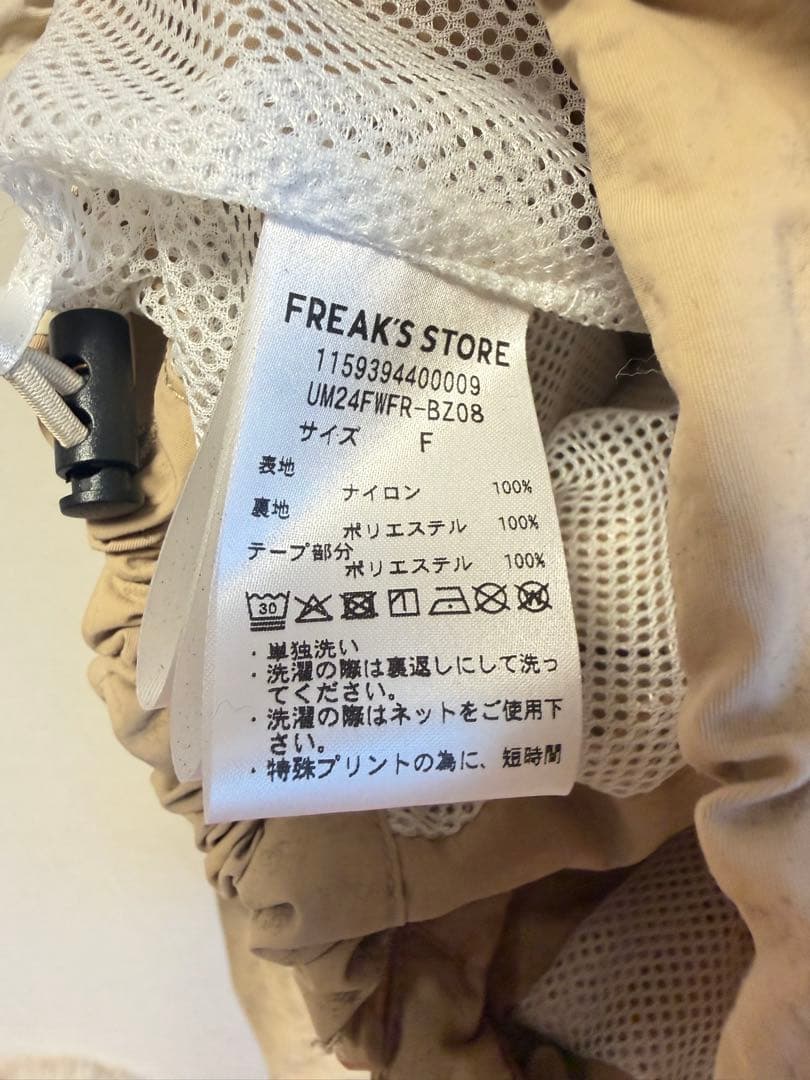 FREAK'S STORE
1159394400009
UM24FWFR-BZ08
サイズ F
表地
ナイロン 100%
裏地
ポリエステル 100%
テープ部分
ポリエステル 100%
30
・単独洗い
・洗濯の際は裏返しにして洗っ
てください。
・洗濯の際はネットをご使用下
さい。
・特殊プリントの為に、短時間